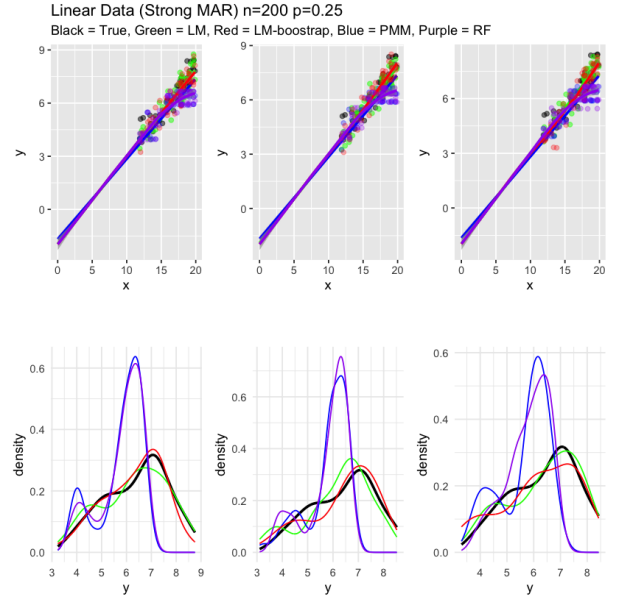 Linear Data (Strong MAR) n=200 p=0.25
Black = True, Green = LM, Red = LM-boostrap, Blue = PMM, Purple = RF
9
6
3
0
y
0 5 10 15 20
x
9
6
3
0
y
0 5 10 15 20
x
6
3
0
y
0 5 10 15 20
x
0.6
0.4
0.2
0.0
density
3 4 5 6 7 8 9
y
0.6
0.4
0.2
0.0
density
3 4 5 6 7 8
y
0.6
0.4
0.2
0.0
density
4 5 6 7 8
y